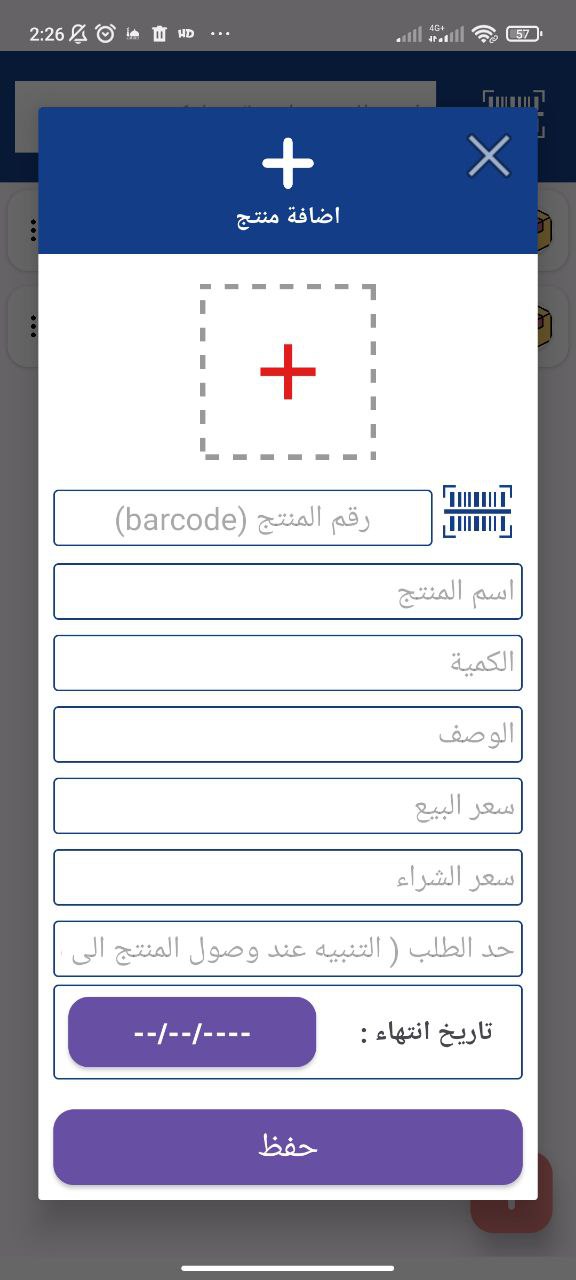 2:26
4G+
57
اضافة منتج
رقم المنتج (barcode)
اسم المنتج
الكمية
الوصف
سعر البيع
سعر الشراء
حد الطلب ( التنبيه عند وصول المنتج الى
تاريخ انتهاء :
--/--/----
حفظ